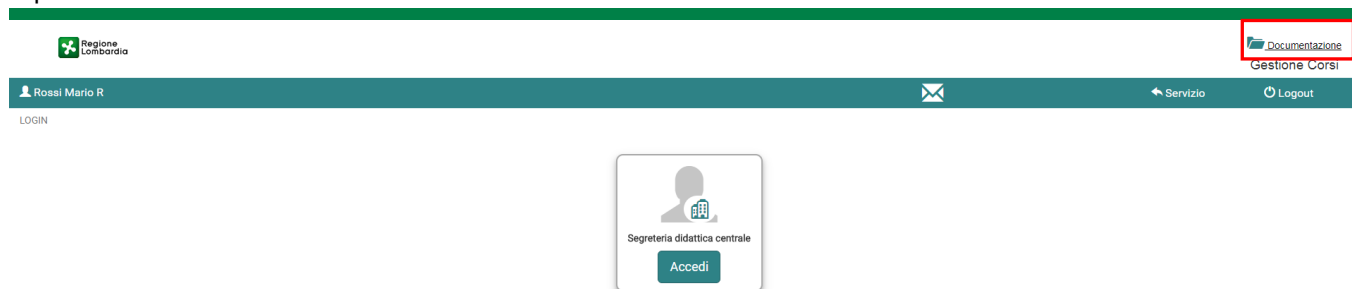 Regione
Lombardia
Documentazione
Gestione Corsi
Rossi Mario R
Servizio
Logout
LOGIN
Segreteria didattica centrale
Accedi